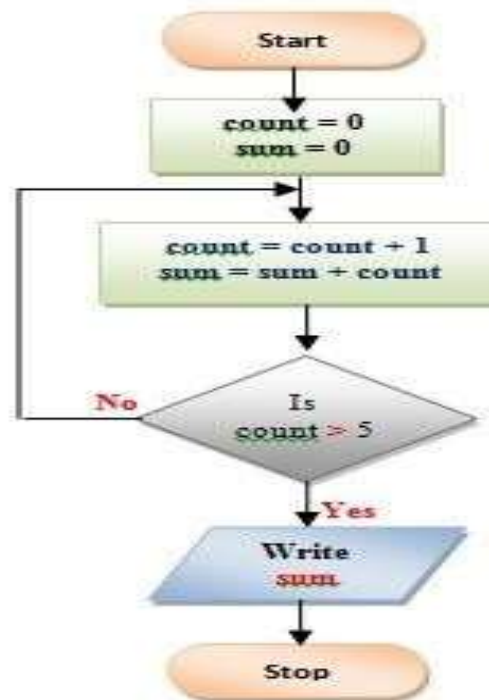 Start
count = 0
sum = 0
count = count + 1
sum = sum + count
Is
count > 5
No
Yes
Write
sum
Stop